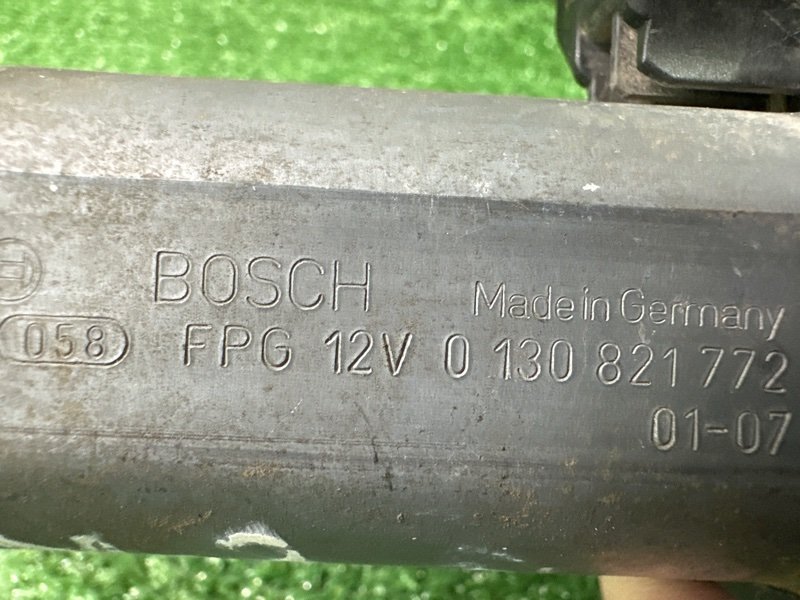 BOSCH Made in Germany
058 FPG 12V 0 130 821 772
01-07